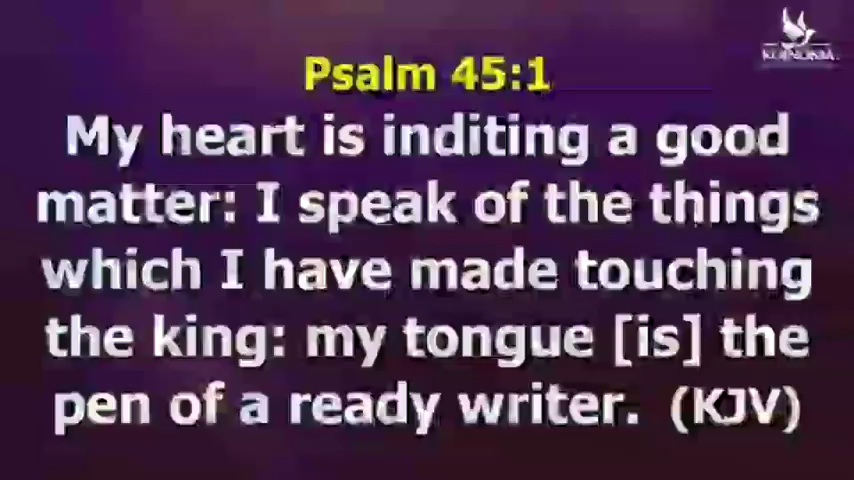 KOINONIA
Psalm 45:1
My heart is inditing a good
matter: I speak of the things
which I have made touching
the king: my tongue [is] the
pen of a ready writer. (KJV)